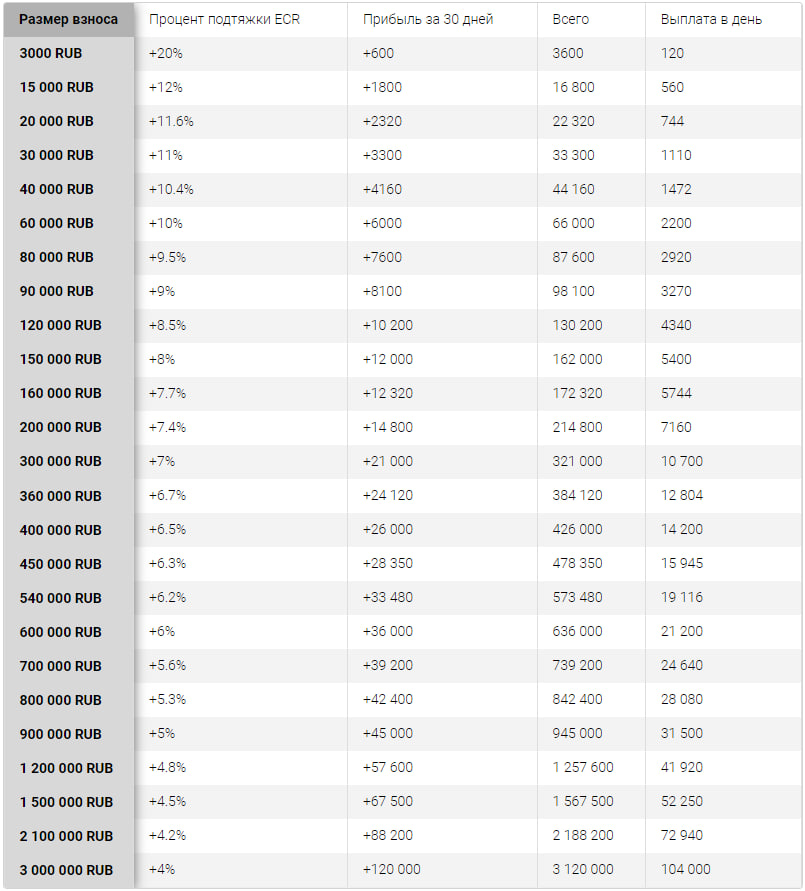 Размер взноса Процент подтяжки ECR Прибыль за 30 дней Всего Выплата в день
3000 RUB +20% +600 3600 120
15 000 RUB +12% +1800 16 800 560
20 000 RUB +11.6% +2320 22 320 744
30 000 RUB +11% +3300 33 300 1110
40 000 RUB +10.4% +4160 44 160 1472
60 000 RUB +10% +6000 66 000 2200
80 000 RUB +9.5% +7600 87 600 2920
90 000 RUB +9% +8100 98 100 3270
120 000 RUB +8.5% +10 200 130 200 4340
150 000 RUB +8% +12 000 162 000 5400
160 000 RUB +7.7% +12 320 172 320 5744
200 000 RUB +7.4% +14 800 214 800 7160
300 000 RUB +7% +21 000 321 000 10 700
360 000 RUB +6.7% +24 120 384 120 12 804
400 000 RUB +6.5% +26 000 426 000 14 200
450 000 RUB +6.3% +28 350 478 350 15 945
540 000 RUB +6.2% +33 480 573 480 19 116
600 000 RUB +6% +36 000 636 000 21 200
700 000 RUB +5.6% +39 200 739 200 24 640
800 000 RUB +5.3% +42 400 842 400 28 080
900 000 RUB +5% +45 000 945 000 31 500
1 200 000 RUB +4.8% +57 600 1 257 600 41 920
1 500 000 RUB +4.5% +67 500 1 567 500 52 250
2 100 000 RUB +4.2% +88 200 2 188 200 72 940
3 000 000 RUB +4% +120 000 3 120 000 104 000